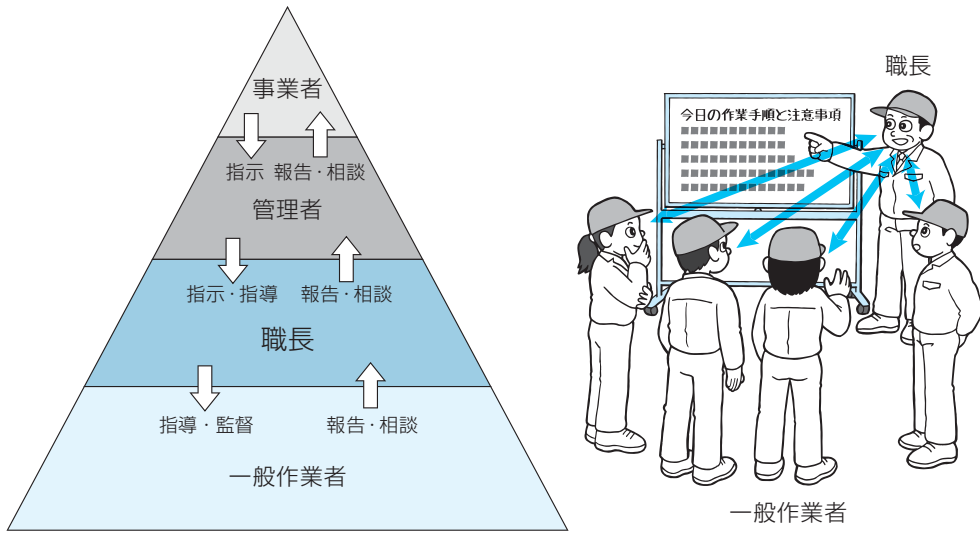 事業者
指示 報告・相談
管理者
指示・指導 報告・相談
職長
指導・監督 報告・相談
一般作業者
職長
今日の作業手順と注意事項
一般作業者